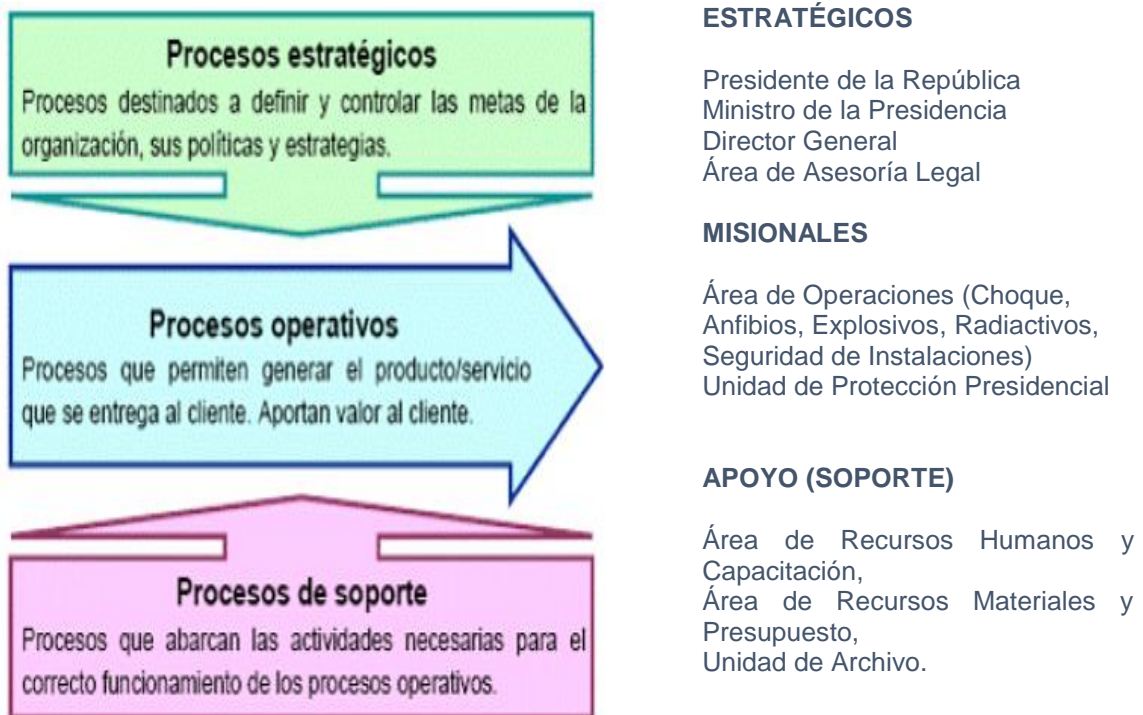 Procesos estratégicos
Procesos destinados a definir y controlar las metas de la
organización, sus políticas y estrategias.
Procesos operativos
Procesos que permiten generar el producto/servicio
que se entrega al cliente. Aportan valor al cliente.
Procesos de soporte
Procesos que abarcan las actividades necesarias para el
correcto funcionamiento de los procesos operativos.
ESTRATÉGICOS
Presidente de la República
Ministro de la Presidencia
Director General
Área de Asesoría Legal
MISIONALES
Área de Operaciones (Choque,
Anfibios, Explosivos, Radiactivos,
Seguridad de Instalaciones)
Unidad de Protección Presidencial
APOYO (SOPORTE)
Área de Recursos Humanos y
Capacitación,
Área de Recursos Materiales y
Presupuesto,
Unidad de Archivo.